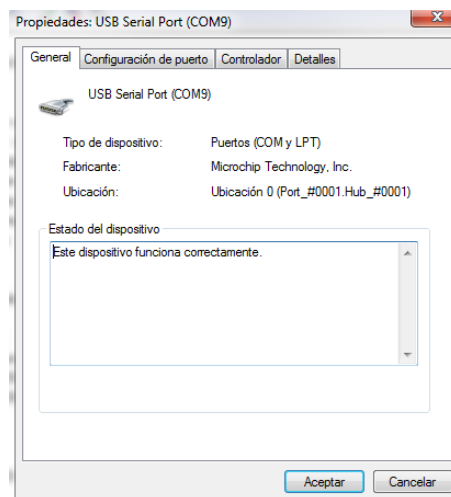 Propiedades: USB Serial Port (COM9)
X
General Configuración de puerto Controlador Detalles
USB Serial Port (COM9)
Tipo de dispositivo: Puertos (COM y LPT)
Fabricante: Microchip Technology, Inc.
Ubicación: Ubicación 0 (Port_#0001.Hub_#0001)
Estado del dispositivo
Este dispositivo funciona correctamente.
Aceptar Cancelar